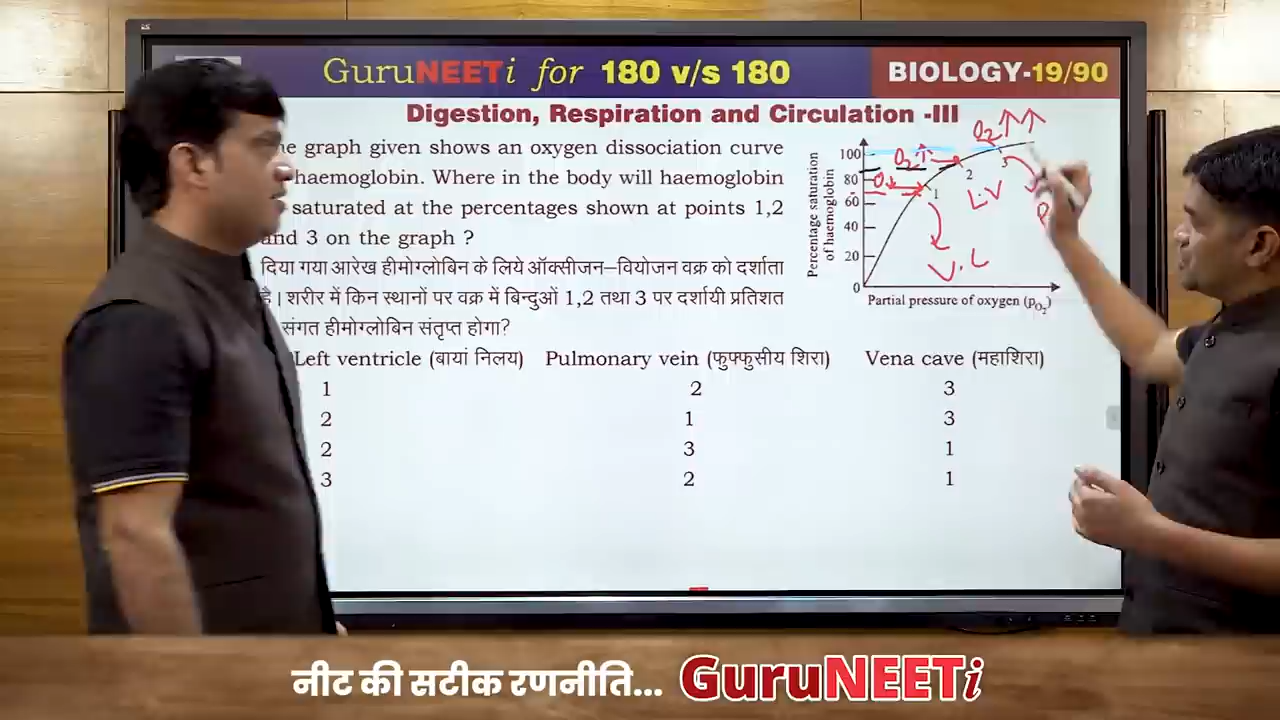 GuruNEETi for 180 v/s 180
BIOLOGY-19/90
Digestion, Respiration and Circulation -III
graph given shows an oxygen dissociation curve
haemoglobin. Where in the body will haemoglobin
saturated at the percentages shown at points 1,2
and 3 on the graph ?
दिया गया आरेख हीमोग्लोबिन के लिये ऑक्सीजन–वियोजन वक्र को दर्शाता
है। शरीर में किन स्थानों पर वक्र में बिन्दुओं 1,2 तथा 3 पर दर्शायी प्रतिशत
संगत हीमोग्लोबिन संतृप्त होगा?
Percentage saturation
of haemoglobin
100
80
60
40
20
0
O2↑↑
O2↑
1
2
3
L.V
V.C
Partial pressure of oxygen (pO2)
Left ventricle (बायां निलय) Pulmonary vein (फुफ्फुसीय शिरा) Vena cave (महाशिरा)
1 2 3
2 1 3
2 3 1
3 2 1
नीट की सटीक रणनीति... GuruNEETi